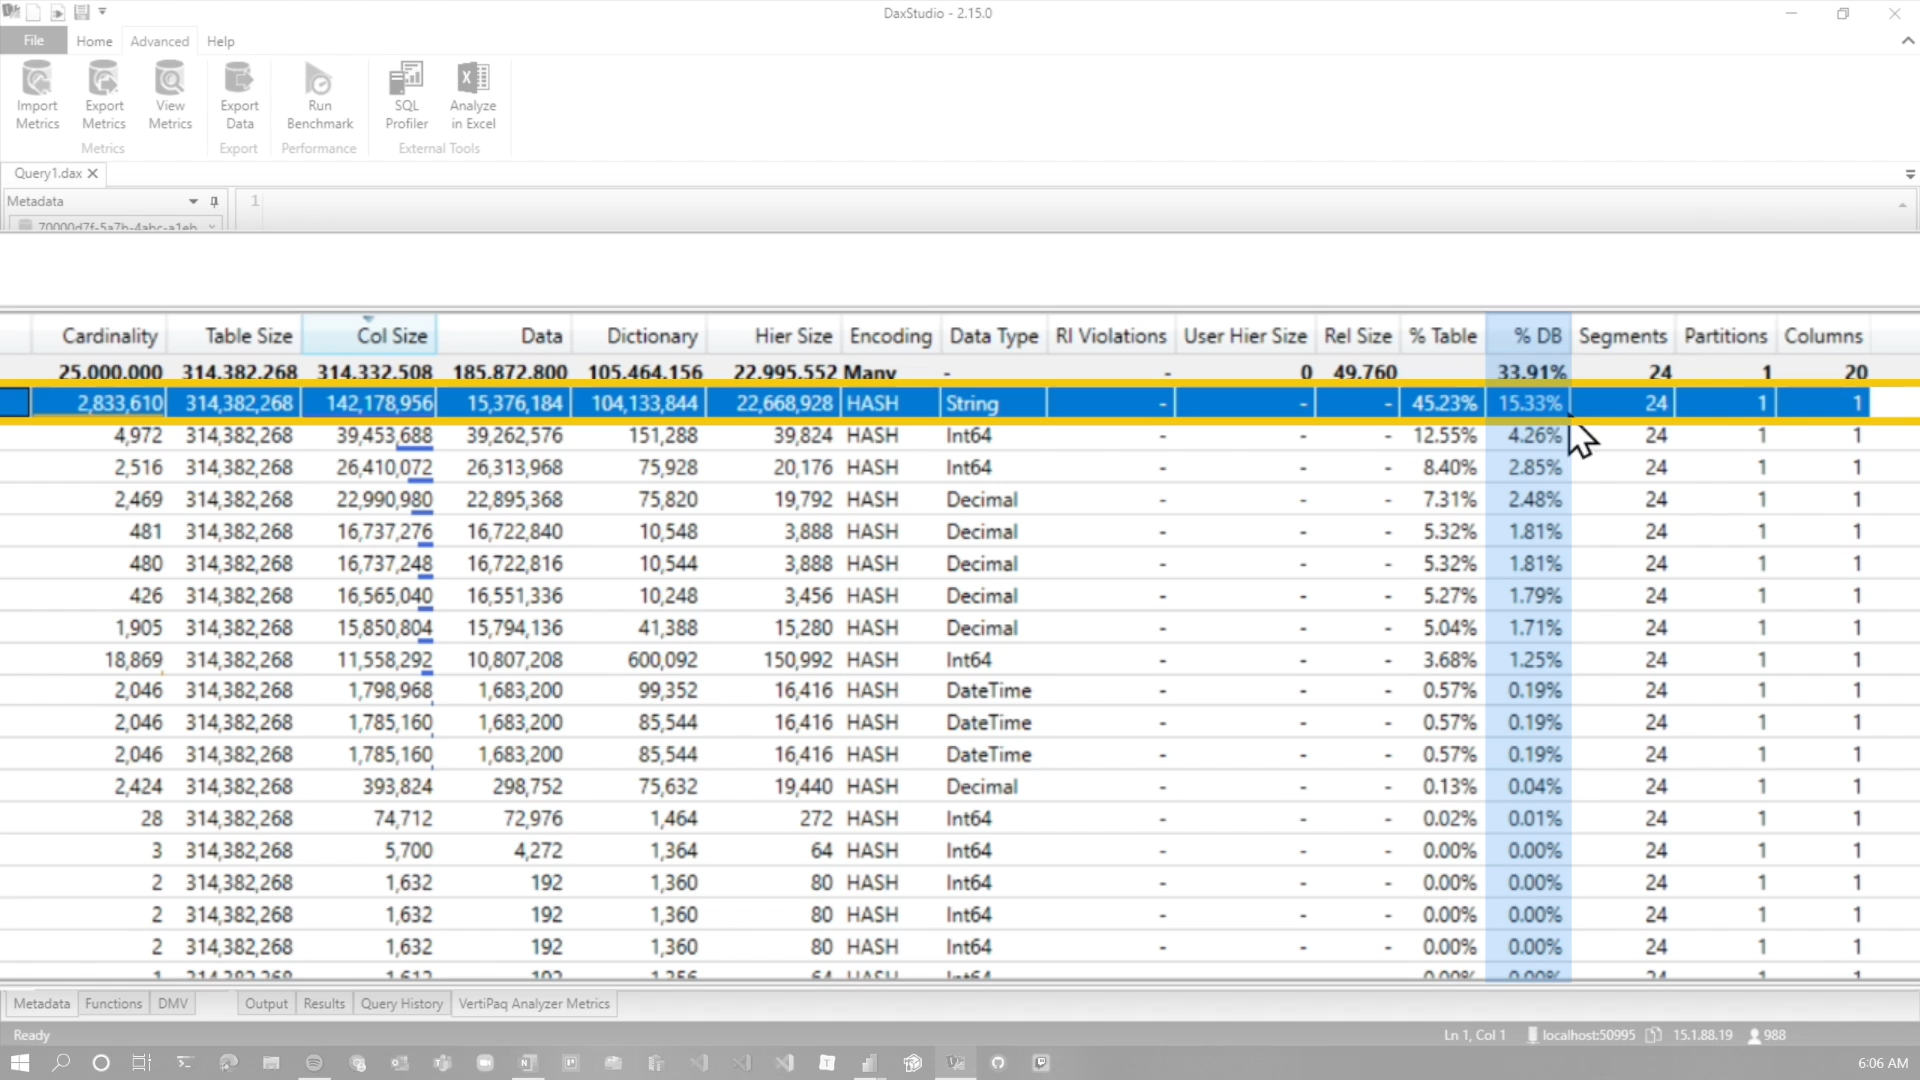 DaxStudio - 2.15.0
File Home Advanced Help
Import Metrics
Export Metrics
View Metrics
Export Data
Run Benchmark
SQL Profiler
Analyze in Excel
Metrics Export Performance External Tools
Query1.dax
Metadata 1
70000d7f-5a7b-4abc-a1eb
Cardinality Table Size Col Size Data Dictionary Hier Size Encoding Data Type RI Violations User Hier Size Rel Size % Table % DB Segments Partitions Columns
25,000,000 314,382,268 314,332,508 185,872,800 105,464,156 22,995,552 Many - - 0 49,760 33.91% 24 1 20
2,833,610 314,382,268 142,178,956 15,376,184 104,133,844 22,668,928 HASH String - - - 45.23% 15.33% 24 1 1
4,972 314,382,268 39,453,688 39,262,576 151,288 39,824 HASH Int64 - - - 12.55% 4.26% 24 1 1
2,516 314,382,268 26,410,072 26,313,968 75,928 20,176 HASH Int64 - - - 8.40% 2.85% 24 1 1
2,469 314,382,268 22,990,980 22,895,368 75,820 19,792 HASH Decimal - - - 7.31% 2.48% 24 1 1
481 314,382,268 16,737,276 16,722,840 10,548 3,888 HASH Decimal - - - 5.32% 1.81% 24 1 1
480 314,382,268 16,737,248 16,722,816 10,544 3,888 HASH Decimal - - - 5.32% 1.81% 24 1 1
426 314,382,268 16,565,040 16,551,336 10,248 3,456 HASH Decimal - - - 5.27% 1.79% 24 1 1
1,905 314,382,268 15,850,804 15,794,136 41,388 15,280 HASH Decimal - - - 5.04% 1.71% 24 1 1
18,869 314,382,268 11,558,292 10,807,208 600,092 150,992 HASH Int64 - - - 3.68% 1.25% 24 1 1
2,046 314,382,268 1,798,968 1,683,200 99,352 16,416 HASH DateTime - - - 0.57% 0.19% 24 1 1
2,046 314,382,268 1,785,160 1,683,200 85,544 16,416 HASH DateTime - - - 0.57% 0.19% 24 1 1
2,046 314,382,268 1,785,160 1,683,200 85,544 16,416 HASH DateTime - - - 0.57% 0.19% 24 1 1
2,424 314,382,268 393,824 298,752 75,632 19,440 HASH Decimal - - - 0.13% 0.04% 24 1 1
28 314,382,268 74,712 72,976 1,464 272 HASH Int64 - - - 0.02% 0.01% 24 1 1
3 314,382,268 5,700 4,272 1,364 64 HASH Int64 - - - 0.00% 0.00% 24 1 1
2 314,382,268 1,632 192 1,360 80 HASH Int64 - - - 0.00% 0.00% 24 1 1
2 314,382,268 1,632 192 1,360 80 HASH Int64 - - - 0.00% 0.00% 24 1 1
2 314,382,268 1,632 192 1,360 80 HASH Int64 - - - 0.00% 0.00% 24 1 1
1 314,382,268 1,612 192 1,356 64 HASH Int64 0.00% 0.00% 24 1 1
Metadata Functions DMV Output Results Query History VertiPaq Analyzer Metrics
Ready Ln 1, Col 1 localhost:50995 15.1.88.19 988
6:06 AM